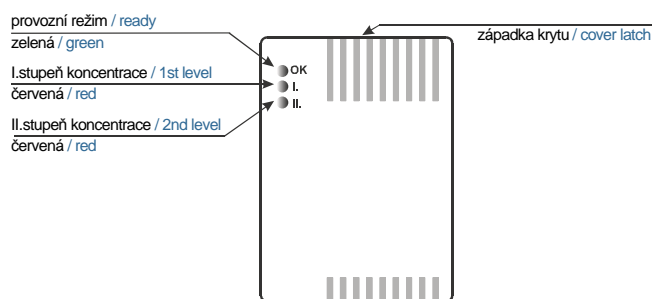 provozní režim / ready
zelená / green
I.stupeň koncentrace / 1st level
červená / red
II.stupeň koncentrace / 2nd level
červená / red
OK
I.
II.
západka krytu / cover latch